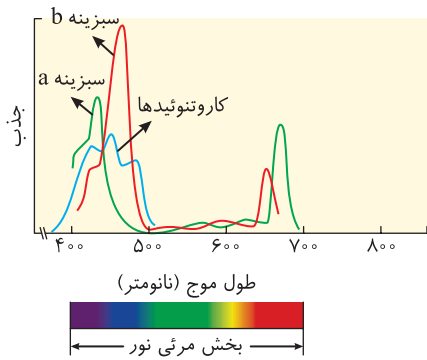 سبزینه b
سبزینه a
کاروتنوئیدها
جذب
۴۰۰ ۵۰۰ ۶۰۰ ۷۰۰ ۸۰۰
طول موج (نانومتر)
بخش مرئی نور